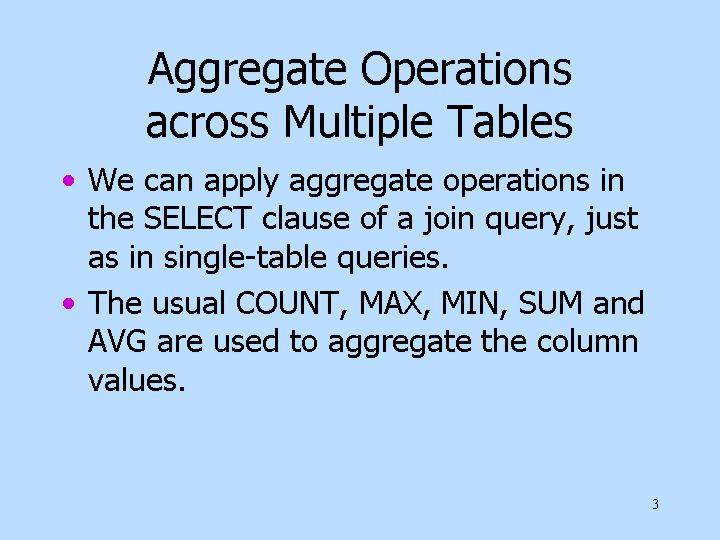 Aggregate Operations
across Multiple Tables
• We can apply aggregate operations in
the SELECT clause of a join query, just
as in single-table queries.
• The usual COUNT, MAX, MIN, SUM and
AVG are used to aggregate the column
values.
3